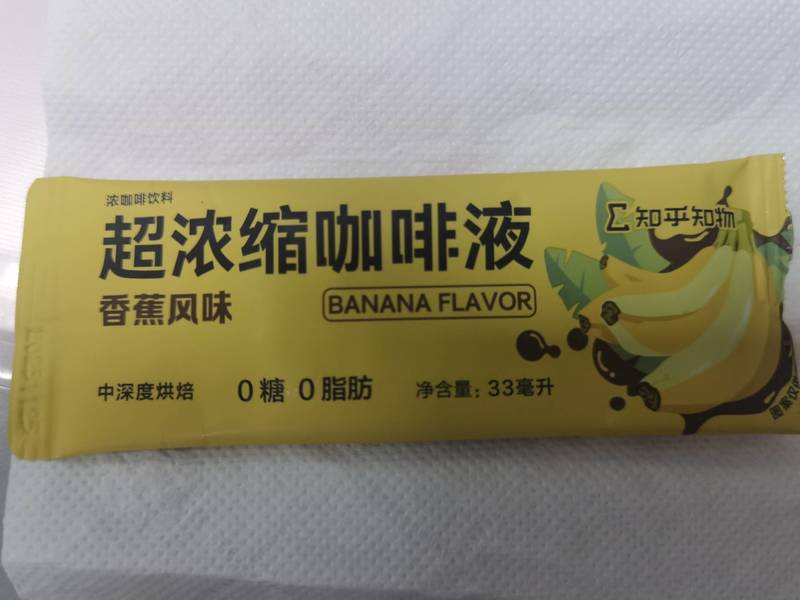 浓咖啡饮料
超浓缩咖啡液
知乎知物
香蕉风味
BANANA FLAVOR
中深度烘焙
0糖 0脂肪
净含量：33毫升